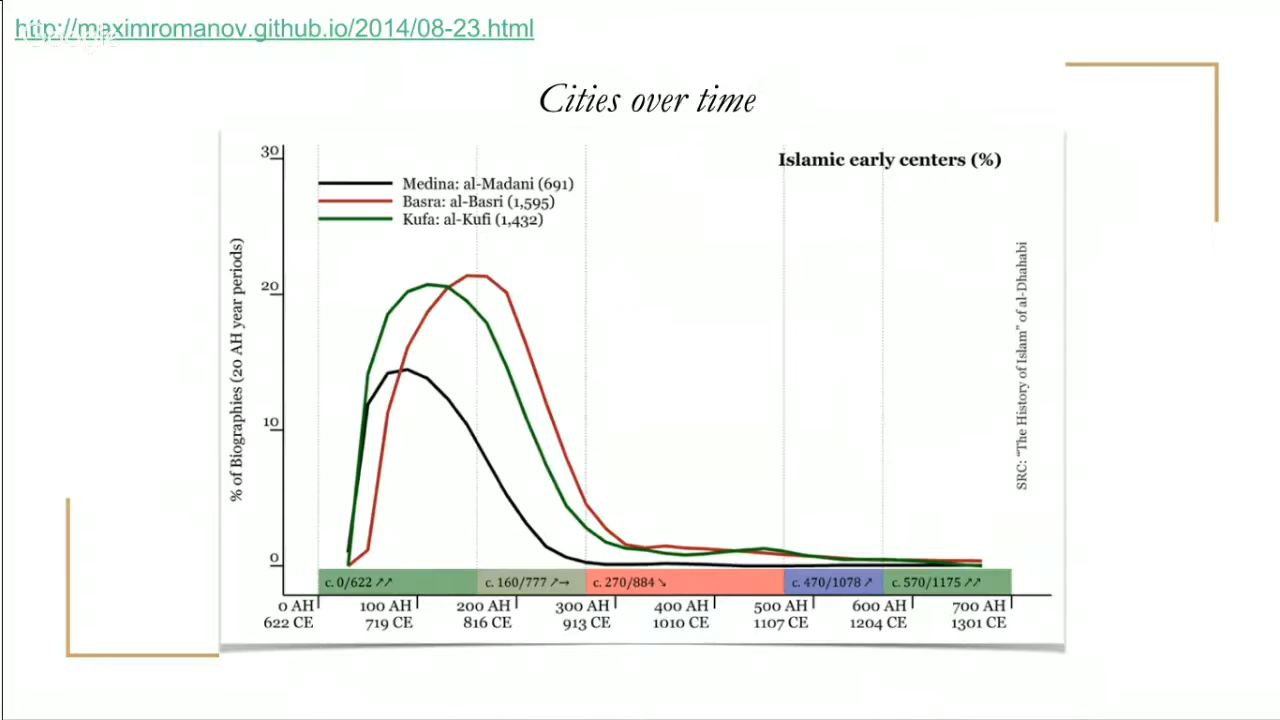 http://maximromanov.github.io/2014/08-23.html
Google
Cities over time
Islamic early centers (%)
Medina: al-Madani (691)
Basra: al-Basri (1,595)
Kufa: al-Kufi (1,432)
% of Biographies (20 AH year periods)
30
20
10
0
SRC: "The History of Islam" of al-Dhahabi
c. 0/622 ↗↗
c. 160/777 ↗→
c. 270/884 ↘
c. 470/1078 ↗
c. 570/1175 ↗↗
0 AH 100 AH 200 AH 300 AH 400 AH 500 AH 600 AH 700 AH
622 CE 719 CE 816 CE 913 CE 1010 CE 1107 CE 1204 CE 1301 CE